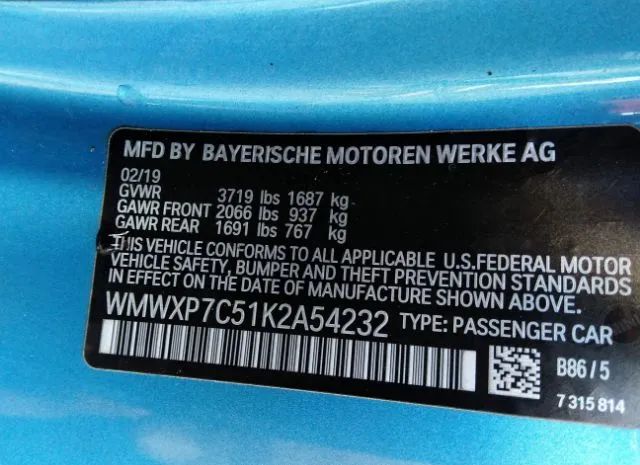 MFD BY BAYERISCHE MOTOREN WERKE AG
02/19
GVWR 3719 lbs 1687 kg
GAWR FRONT 2066 lbs 937 kg
GAWR REAR 1691 lbs 767 kg
THIS VEHICLE CONFORMS TO ALL APPLICABLE U.S.FEDERAL MOTOR
VEHICLE SAFETY, BUMPER AND THEFT PREVENTION STANDARDS
IN EFFECT ON THE DATE OF MANUFACTURE SHOWN ABOVE.
WMWXP7C51K2A54232 TYPE: PASSENGER CAR
B86/5
7 315 814